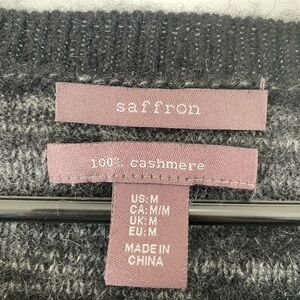 saffron
100% cashmere
US:M
CA:M/M
UK:M
EU:M
MADE IN
CHINA